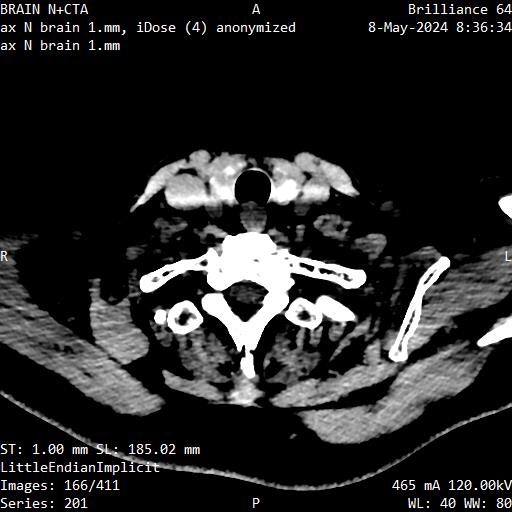 BRAIN N+CTA A Brilliance 64
ax N brain 1.mm, iDose (4) anonymized 8-May-2024 8:36:34
ax N brain 1.mm
R L
ST: 1.00 mm SL: 185.02 mm
LittleEndianImplicit
Images: 166/411 465 mA 120.00kV
Series: 201 P WL: 40 WW: 80